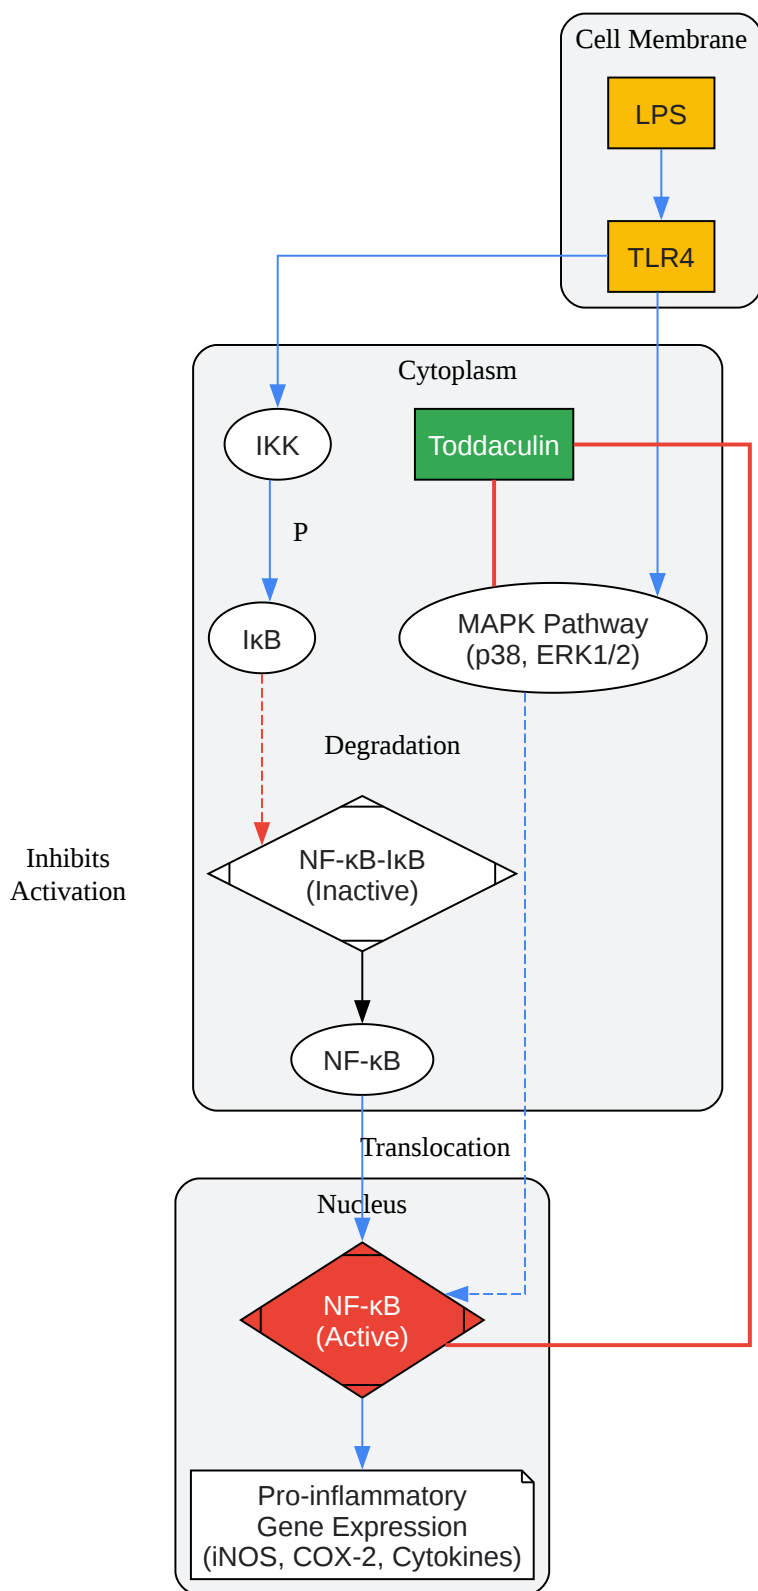 Cell Membrane
LPS
TLR4
Cytoplasm
IKK
Toddaculin
P
IκB
MAPK Pathway
(p38, ERK1/2)
Degradation
Inhibits
Activation
NF-κB-IκB
(Inactive)
NF-κB
Translocation
Nucleus
NF-κB
(Active)
Pro-inflammatory
Gene Expression
(iNOS, COX-2, Cytokines)